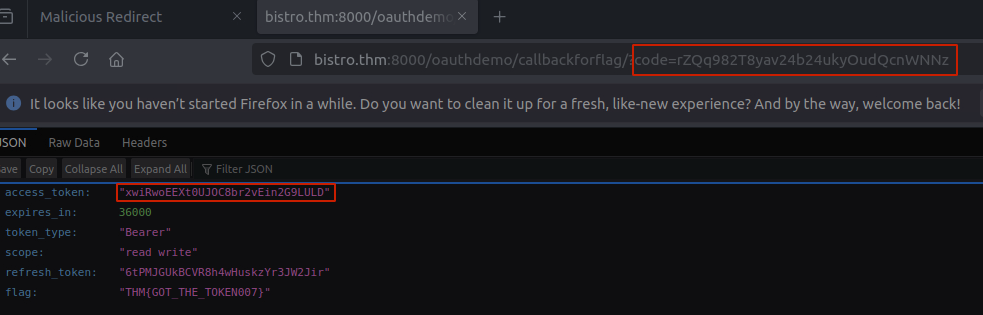 Malicious Redirect
bistro.thm:8000/oauthdem
bistro.thm:8000/oauthdemo/callbackforflag/?code=rZQq982T8yav24b24ukyOudQcnWNNz
It looks like you haven't started Firefox in a while. Do you want to clean it up for a fresh, like-new experience? And by the way, welcome back!
JSON Raw Data Headers
Save Copy Collapse All Expand All Filter JSON
access_token: "xwiRwoEEXt0UJOC8br2vEin2G9LULD"
expires_in: 36000
token_type: "Bearer"
scope: "read write"
refresh_token: "6tPMJGUkBCVR8h4wHuskzYr3JW2Jir"
flag: "THM{GOT_THE_TOKEN007}"